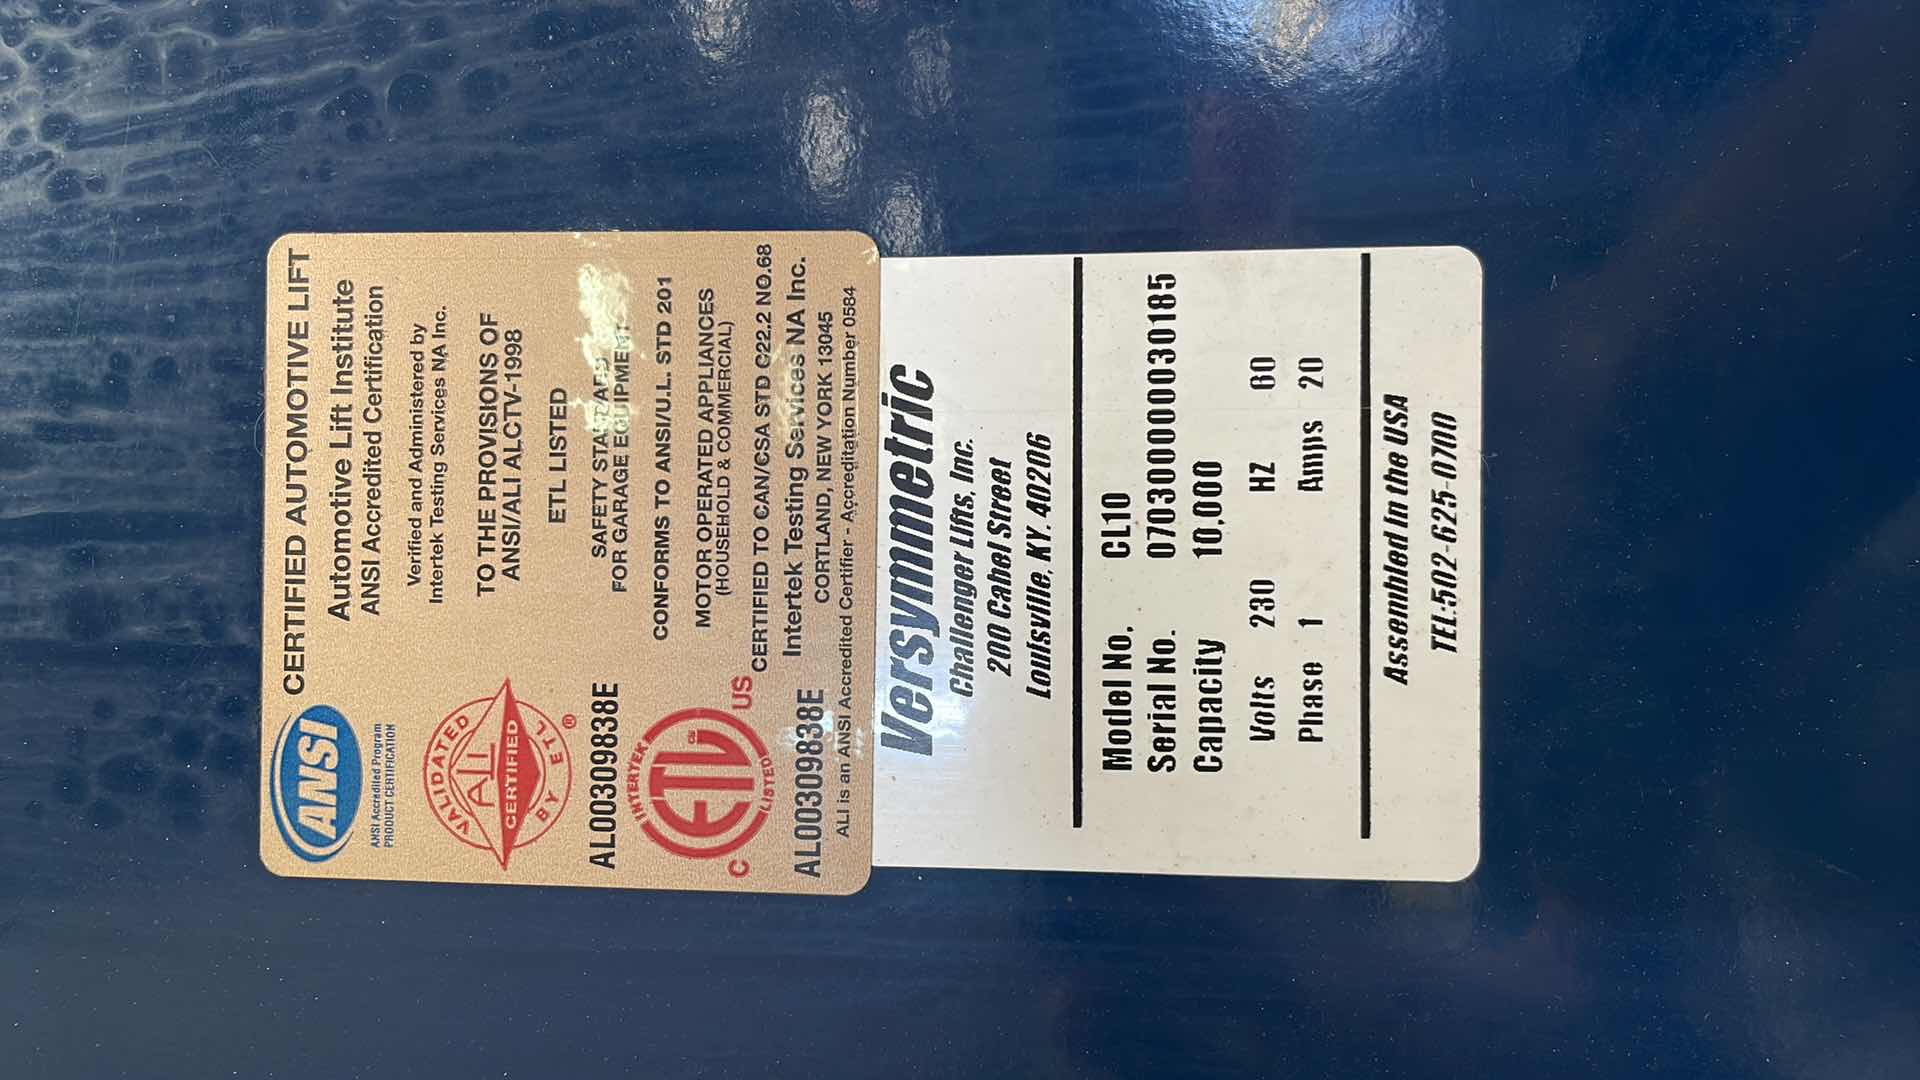 ANSI
ANSI Accredited Program
PRODUCT CERTIFICATION
CERTIFIED AUTOMOTIVE LIFT
Automotive Lift Institute
ANSI Accredited Certification
Verified and Administered by
Intertek Testing Services NA Inc.
VALIDATED
ALI
CERTIFIED
BY ETL
®
TO THE PROVISIONS OF
ANSI/ALI ALCTV-1998
ETL LISTED
AL00309838E
SAFETY STANDARDS
FOR GARAGE EQUIPMENT
INTERTEK
ETL
CM
LISTED
C US
CONFORMS TO ANSI/U.L. STD 201
MOTOR OPERATED APPLIANCES
(HOUSEHOLD & COMMERCIAL)
CERTIFIED TO CAN/CSA STD C22.2 NO.68
AL00309838E
Intertek Testing Services NA Inc.
CORTLAND, NEW YORK 13045
ALI is an ANSI Accredited Certifier - Accreditation Number 0584
Versymmetric
Challenger Lifts, Inc.
200 Cabel Street
Louisville, KY. 40206
Model No. CL10
Serial No. 070300000030185
Capacity 10,000
Volts 230 HZ 60
Phase 1 Amps 20
Assembled in the USA
TEL:502-625-0700